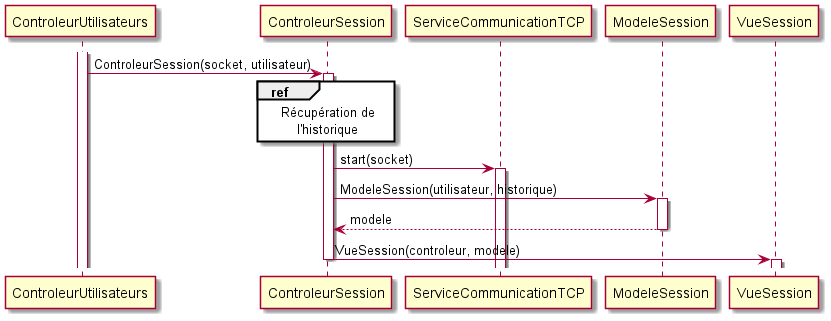 ControleurUtilisateurs
ControleurSession
ServiceCommunicationTCP
ModeleSession
VueSession
ControleurSession(socket, utilisateur)
ref
Récupération de
l'historique
start(socket)
ModeleSession(utilisateur, historique)
modele
VueSession(controleur, modele)
ControleurUtilisateurs
ControleurSession
ServiceCommunicationTCP
ModeleSession
VueSession